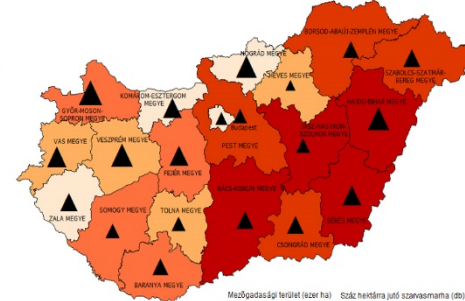 BORSOD-ABAÚJ-ZEMPLÉN MEGYE
NÓGRÁD MEGYE
SZABOLCS-SZATMÁR-
BEREG MEGYE
HEVES MEGYE
KOMÁROM-ESZTERGOM
MEGYE
GYŐR-MOSON-
SOPRON MEGYE
HAJDÚ-BIHAR MEGYE
Budapest
JÁSZ-NAGYKUN-
SZOLNOK MEGYE
VAS MEGYE
VESZPRÉM MEGYE
PEST MEGYE
FEJÉR MEGYE
BÁCS-KISKUN MEGYE
BÉKÉS MEGYE
ZALA MEGYE
SOMOGY MEGYE
TOLNA MEGYE
CSONGRÁD MEGYE
BARANYA MEGYE
Mezőgadasági terület (ezer ha) Száz hektárra jutó szarvasmarha (db)